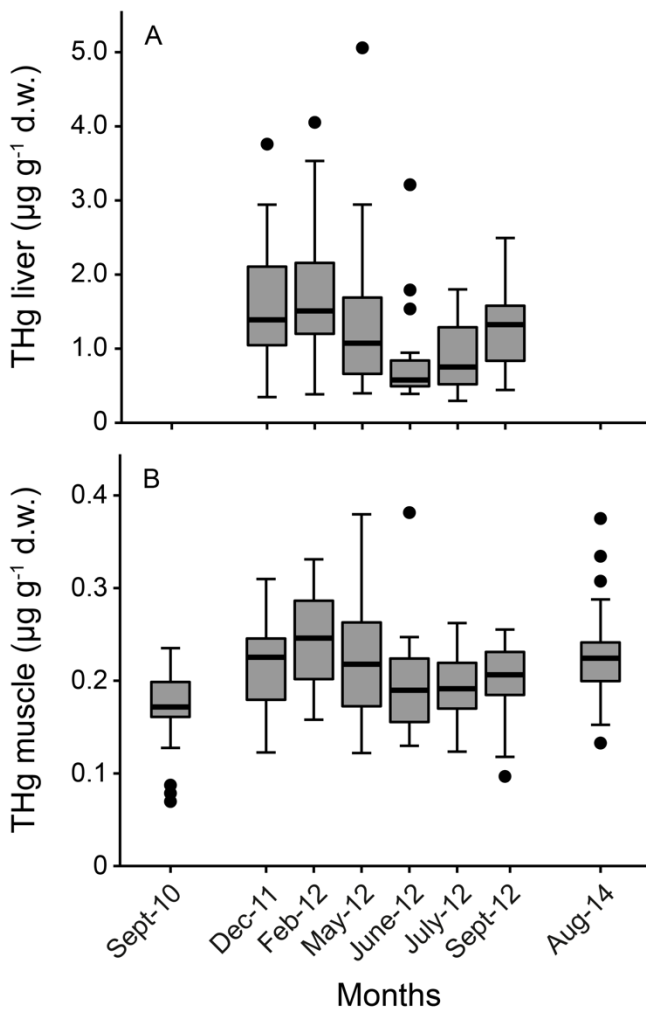 A
5.0
4.0
3.0
2.0
1.0
0
THg liver (µg g⁻¹ d.w.)
B
0.4
0.3
0.2
0.1
0
THg muscle (µg g⁻¹ d.w.)
Sept-10
Dec-11
Feb-12
May-12
June-12
July-12
Sept-12
Aug-14
Months